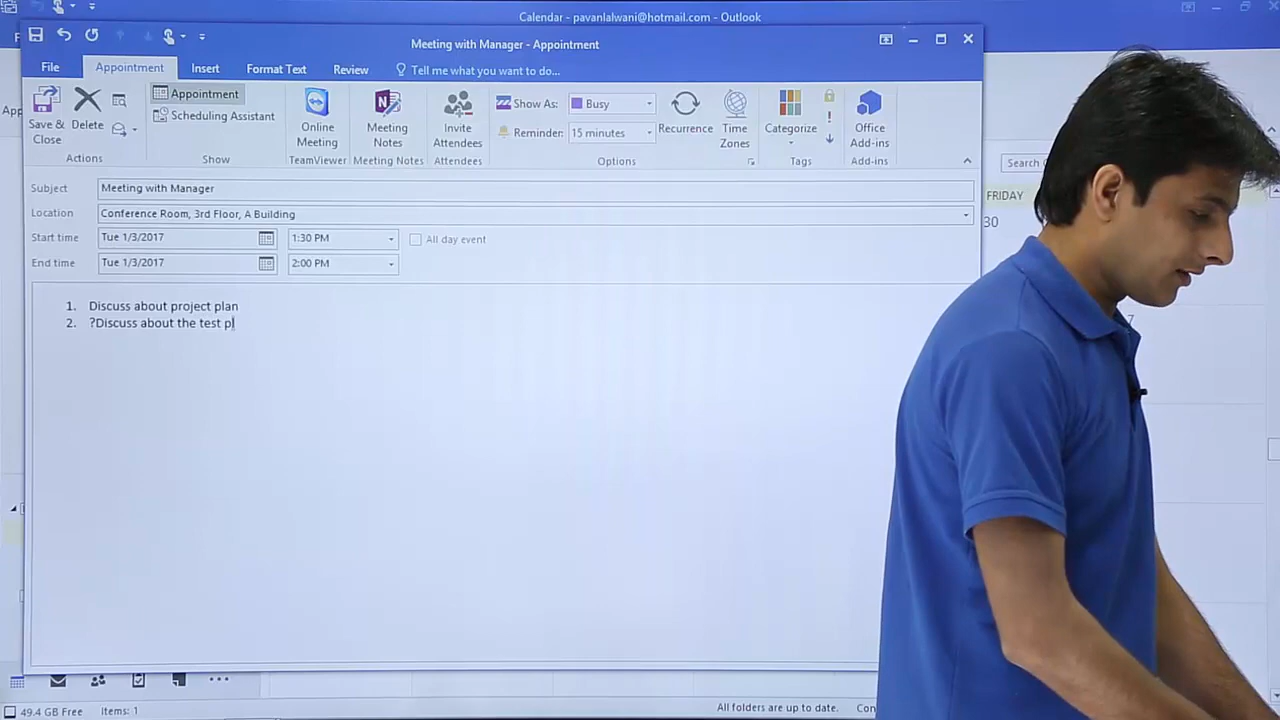 Calendar - pavanlalwani@hotmail.com - Outlook
Meeting with Manager - Appointment
File Appointment Insert Format Text Review Tell me what you want to do...
Save & Close
Delete
Actions
Appointment
Scheduling Assistant
Show
Online Meeting
TeamViewer
Meeting Notes
Meeting Notes
Invite Attendees
Attendees
Show As: Busy
Reminder: 15 minutes
Recurrence
Time Zones
Options
Categorize
Tags
Office Add-ins
Add-ins
Search
Subject Meeting with Manager
FRIDAY
Location Conference Room, 3rd Floor, A Building
30
Start time Tue 1/3/2017 1:30 PM All day event
End time Tue 1/3/2017 2:00 PM
1. Discuss about project plan
2. ?Discuss about the test pl
7
49.4 GB Free Items: 1 All folders are up to date.